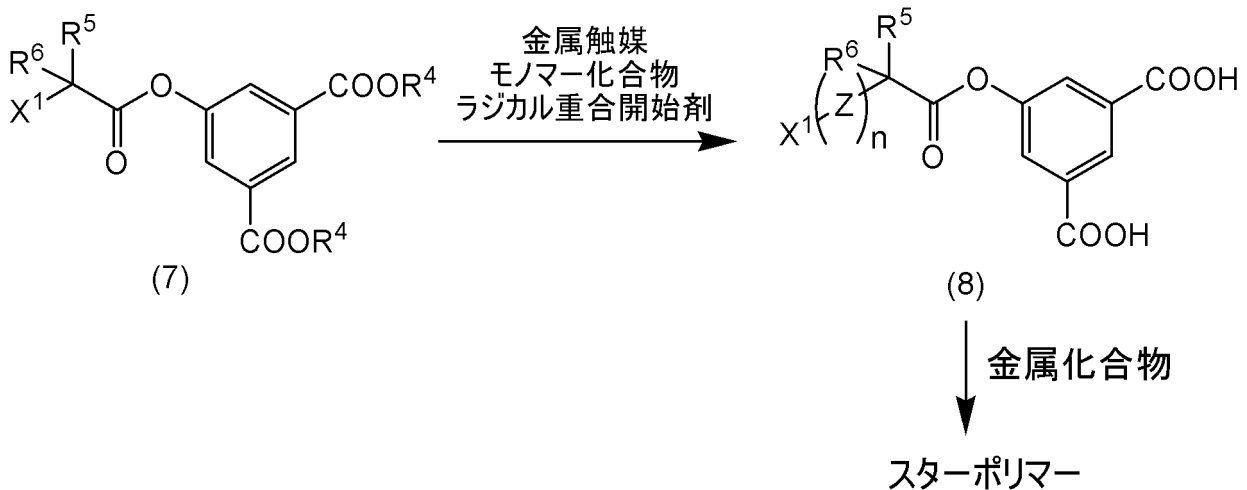 R⁵
R⁶
X¹
O
O
COOR⁴
COOR⁴
(7)
金属触媒
モノマー化合物
ラジカル重合開始剤
R⁵
R⁶
X¹(Z)n
O
O
COOH
COOH
(8)
金属化合物
スターポリマー